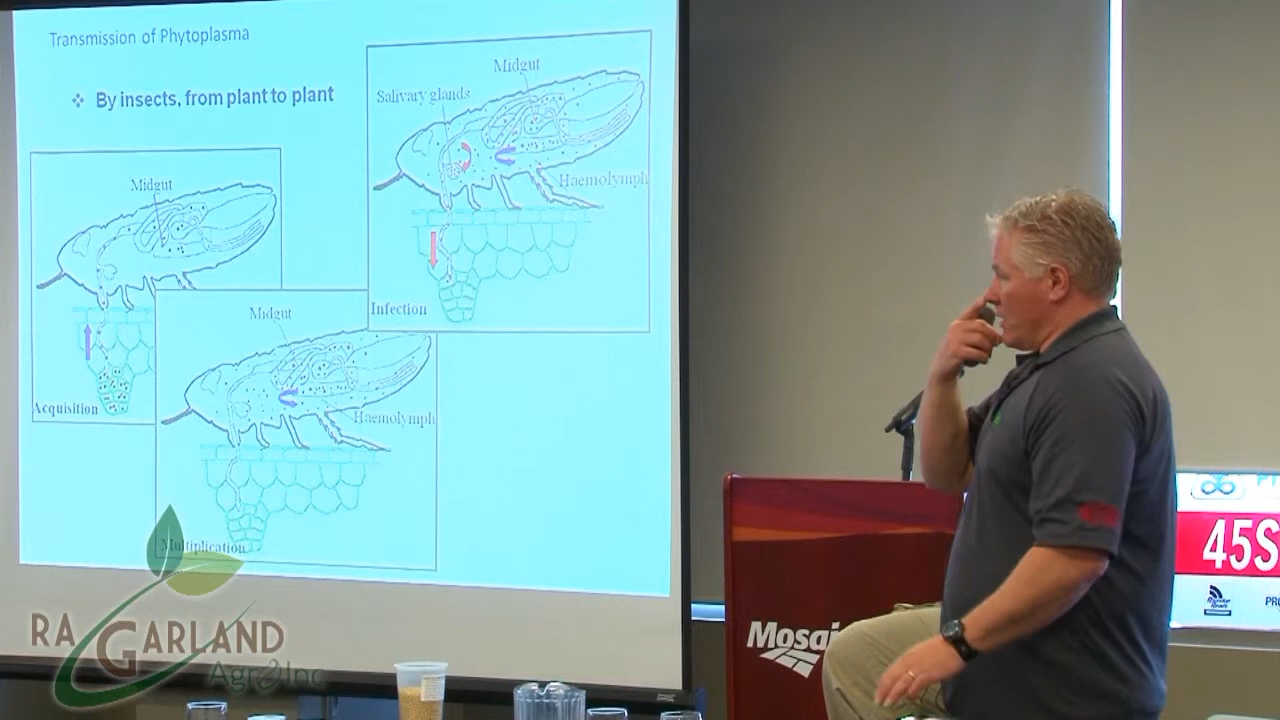 Transmission of Phytoplasma
❖ By insects, from plant to plant
Midgut
Acquisition
Midgut
Haemolymph
Multiplication
Midgut
Salivary glands
Haemolymph
Infection
Mosaic
45S
PRO
RA GARLAND
Agro Inc